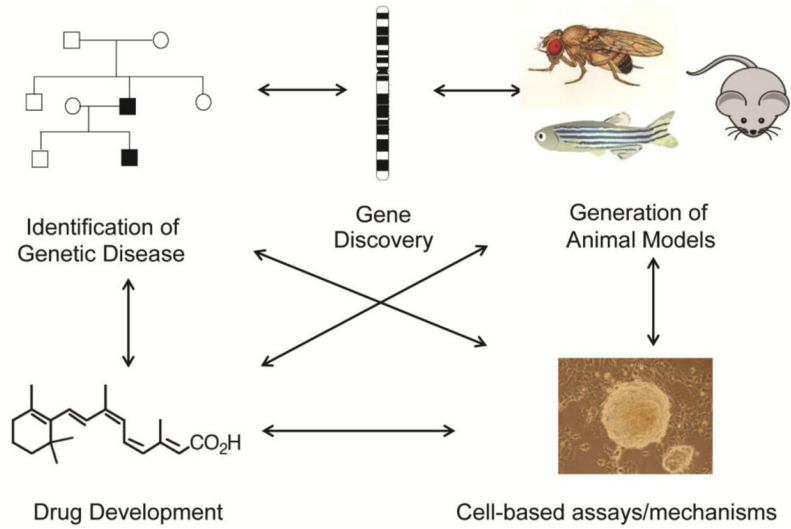 Identification of
Genetic Disease
Gene
Discovery
Generation of
Animal Models
CO₂H
Drug Development
Cell-based assays/mechanisms